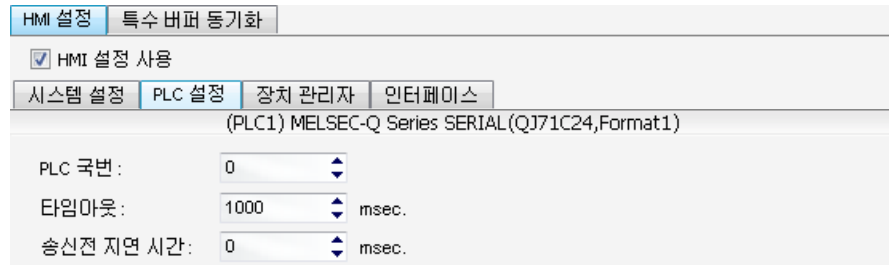 HMI 설정 특수 버퍼 동기화
HMI 설정 사용
시스템 설정 PLC 설정 장치 관리자 인터페이스
(PLC1) MELSEC-Q Series SERIAL(QJ71C24,Format1)
PLC 국번 : 0
타임아웃 : 1000 msec.
송신전 지연 시간 : 0 msec.